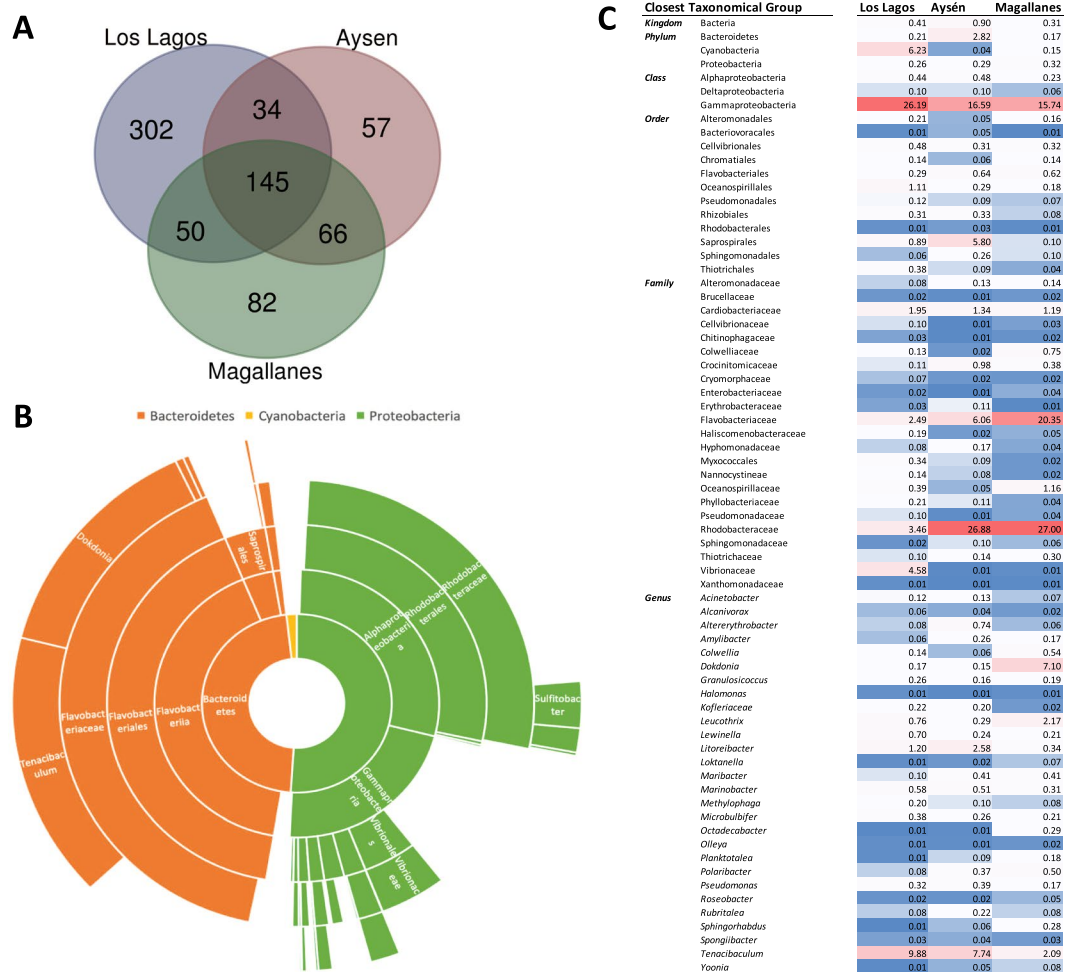 A
Los Lagos
Aysen
34
302
57
145
50
66
82
Magallanes
B
Bacteroidetes Cyanobacteria Proteobacteria
Dokdonia
Saprospir
ales
Rhodobac
teraceae
Rhodobac
terales
Alphaprot
eobacteri
a
Sulfitobac
ter
Bacteroid
etes
Flavobact
eriia
Flavobact
eriales
Flavobact
eriaceae
Tenacibac
ulum
Gammapr
oteobacte
ria
Vibrionale
s
Vibrionac
eae
C
Closest Taxonomical Group Los Lagos Aysén Magallanes
Kingdom Bacteria 0.41 0.90 0.31
Phylum Bacteroidetes 0.21 2.82 0.17
Cyanobacteria 6.23 0.04 0.15
Proteobacteria 0.26 0.29 0.32
Class Alphaproteobacteria 0.44 0.48 0.23
Deltaproteobacteria 0.10 0.10 0.06
Gammaproteobacteria 26.19 16.59 15.74
Order Alteromonadales 0.21 0.05 0.16
Bacteriovoracales 0.01 0.05 0.01
Cellvibrionales 0.48 0.31 0.32
Chromatiales 0.14 0.06 0.14
Flavobacteriales 0.29 0.64 0.62
Oceanospirillales 1.11 0.29 0.18
Pseudomonadales 0.12 0.09 0.07
Rhizobiales 0.31 0.33 0.08
Rhodobacterales 0.01 0.03 0.01
Saprospirales 0.89 5.80 0.10
Sphingomonadales 0.06 0.26 0.10
Thiotrichales 0.38 0.09 0.04
Family Alteromonadaceae 0.08 0.13 0.14
Brucellaceae 0.02 0.01 0.02
Cardiobacteriaceae 1.95 1.34 1.19
Cellvibrionaceae 0.10 0.01 0.03
Chitinophagaceae 0.03 0.01 0.02
Colwelliaceae 0.13 0.02 0.75
Crocinitomicaceae 0.11 0.98 0.38
Cryomorphaceae 0.07 0.02 0.02
Enterobacteriaceae 0.02 0.01 0.04
Erythrobacteraceae 0.03 0.11 0.01
Flavobacteriaceae 2.49 6.06 20.35
Haliscomenobacteraceae 0.19 0.02 0.05
Hyphomonadaceae 0.08 0.17 0.04
Myxococcales 0.34 0.09 0.02
Nannocystineae 0.14 0.08 0.02
Oceanospirillaceae 0.39 0.05 1.16
Phyllobacteriaceae 0.21 0.11 0.04
Pseudomonadaceae 0.10 0.01 0.04
Rhodobacteraceae 3.46 26.88 27.00
Sphingomonadaceae 0.02 0.10 0.06
Thiotrichaceae 0.10 0.14 0.30
Vibrionaceae 4.58 0.01 0.01
Xanthomonadaceae 0.01 0.01 0.01
Genus Acinetobacter 0.12 0.13 0.07
Alcanivorax 0.06 0.04 0.02
Altererythrobacter 0.08 0.74 0.06
Amylibacter 0.06 0.26 0.17
Colwellia 0.14 0.06 0.54
Dokdonia 0.17 0.15 7.10
Granulosicoccus 0.26 0.16 0.19
Halomonas 0.01 0.01 0.01
Kofleriaceae 0.22 0.20 0.02
Leucothrix 0.76 0.29 2.17
Lewinella 0.70 0.24 0.21
Litoreibacter 1.20 2.58 0.34
Loktanella 0.01 0.02 0.07
Maribacter 0.10 0.41 0.41
Marinobacter 0.58 0.51 0.31
Methylophaga 0.20 0.10 0.08
Microbulbifer 0.38 0.26 0.21
Octadecabacter 0.01 0.01 0.29
Olleya 0.01 0.01 0.02
Planktotalea 0.01 0.09 0.18
Polaribacter 0.08 0.37 0.50
Pseudomonas 0.32 0.39 0.17
Roseobacter 0.02 0.02 0.05
Rubritalea 0.08 0.22 0.08
Sphingorhabdus 0.01 0.06 0.28
Spongiibacter 0.03 0.04 0.03
Tenacibaculum 9.88 7.74 2.09
Yoonia 0.01 0.05 0.08